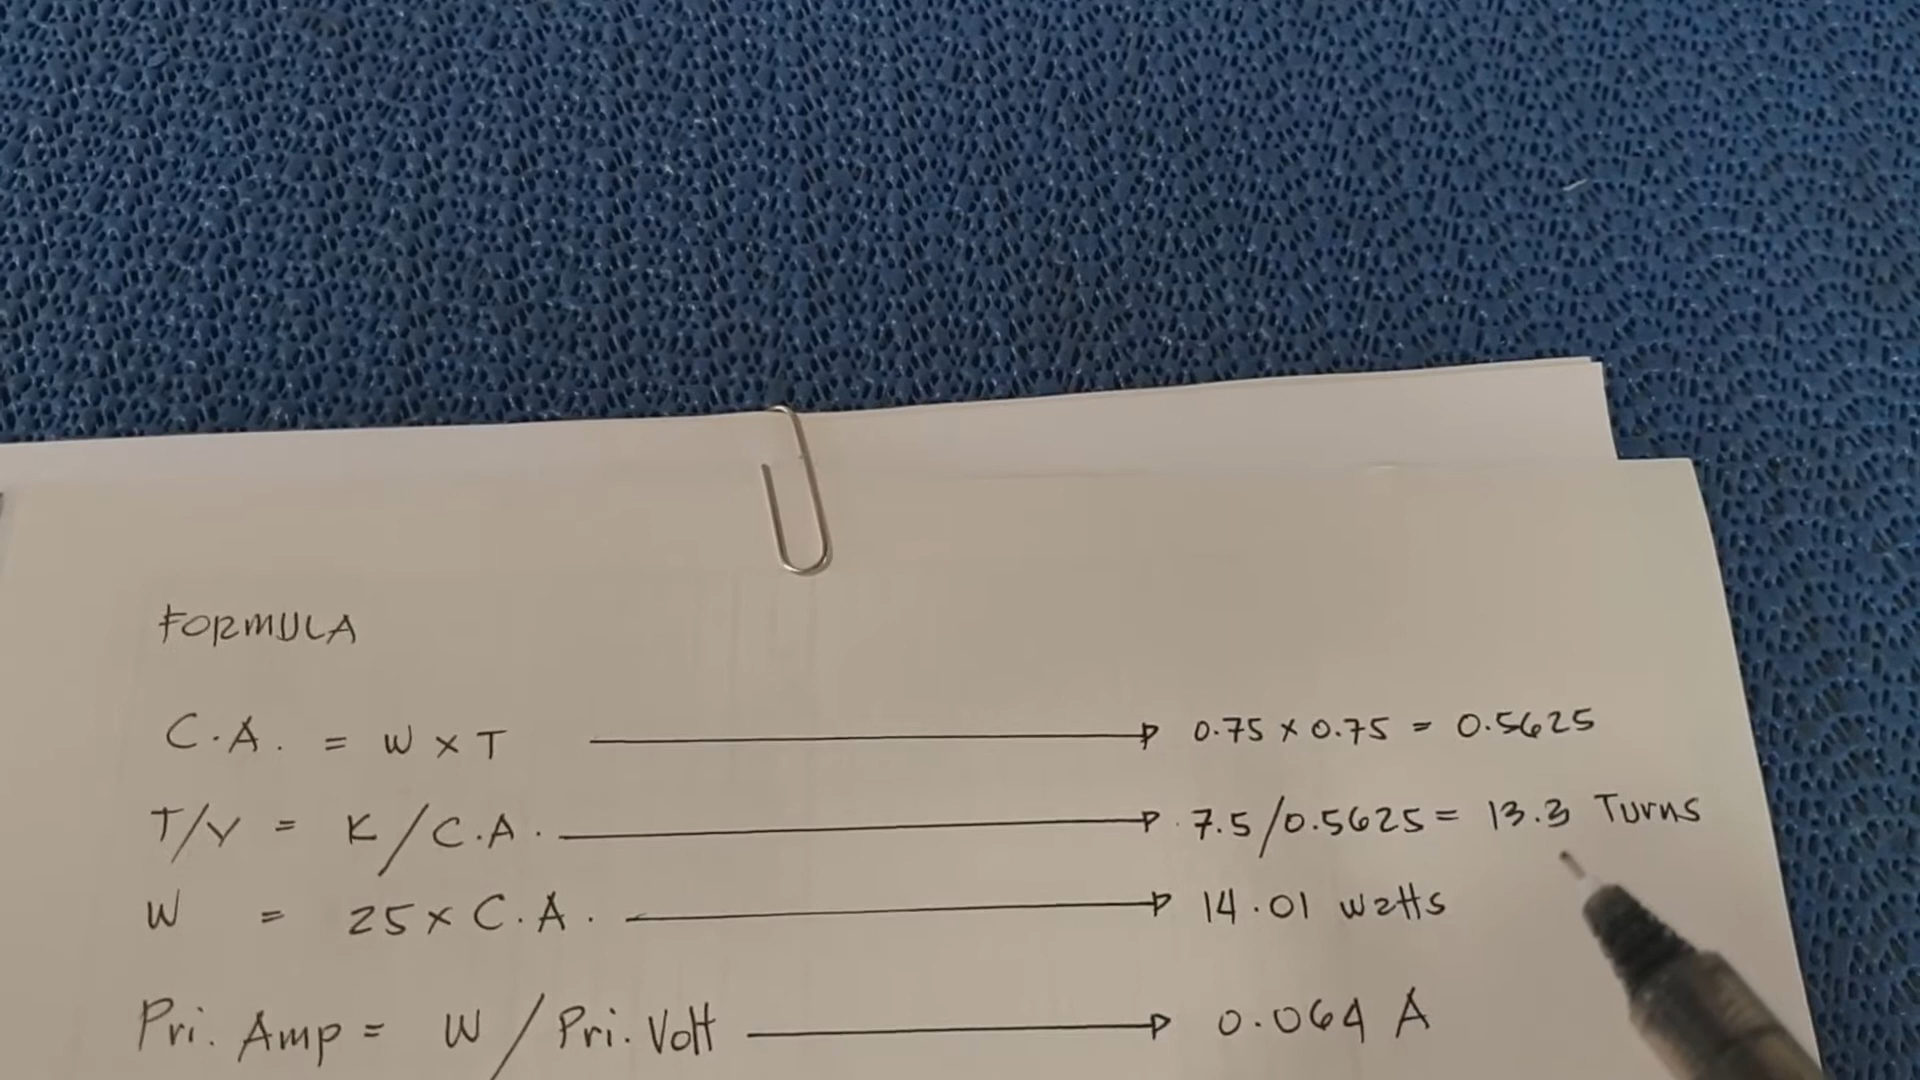 FORMULA
C.A. = W x T → 0.75 x 0.75 = 0.5625
T/V = K/C.A. → 7.5/0.5625 = 13.3 Turns
W = 25 x C.A. → 14.01 watts
Pri. Amp = W / Pri. Volt → 0.064 A